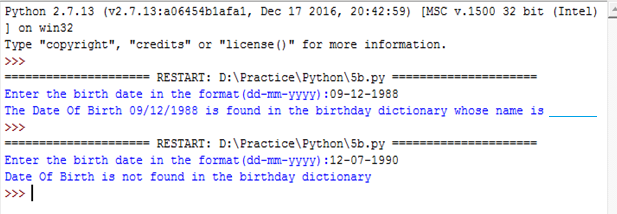 Python 2.7.13 (v2.7.13:a06454b1afa1, Dec 17 2016, 20:42:59) [MSC v.1500 32 bit (Intel)
] on win32
Type "copyright", "credits" or "license()" for more information.
>>>
===================== RESTART: D:\Practice\Python\5b.py =====================
Enter the birth date in the format(dd-mm-yyyy):09-12-1988
The Date Of Birth 09/12/1988 is found in the birthday dictionary whose name is _______
>>>
===================== RESTART: D:\Practice\Python\5b.py =====================
Enter the birth date in the format(dd-mm-yyyy):12-07-1990
Date Of Birth is not found in the birthday dictionary
>>>